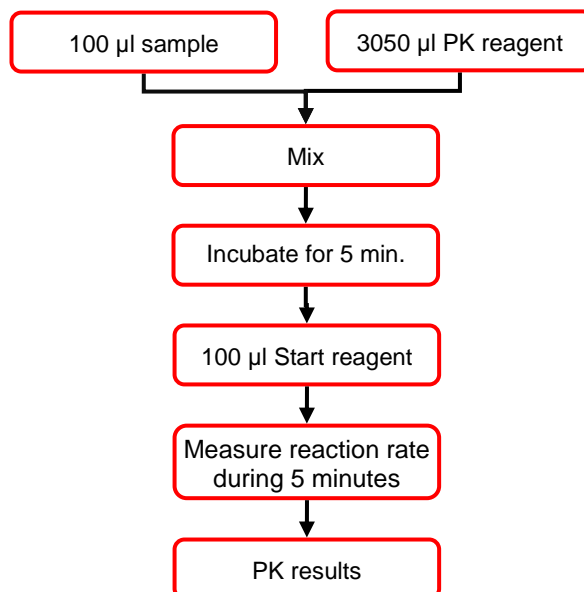 100 µl sample
3050 µl PK reagent
Mix
Incubate for 5 min.
100 µl Start reagent
Measure reaction rate
during 5 minutes
PK results